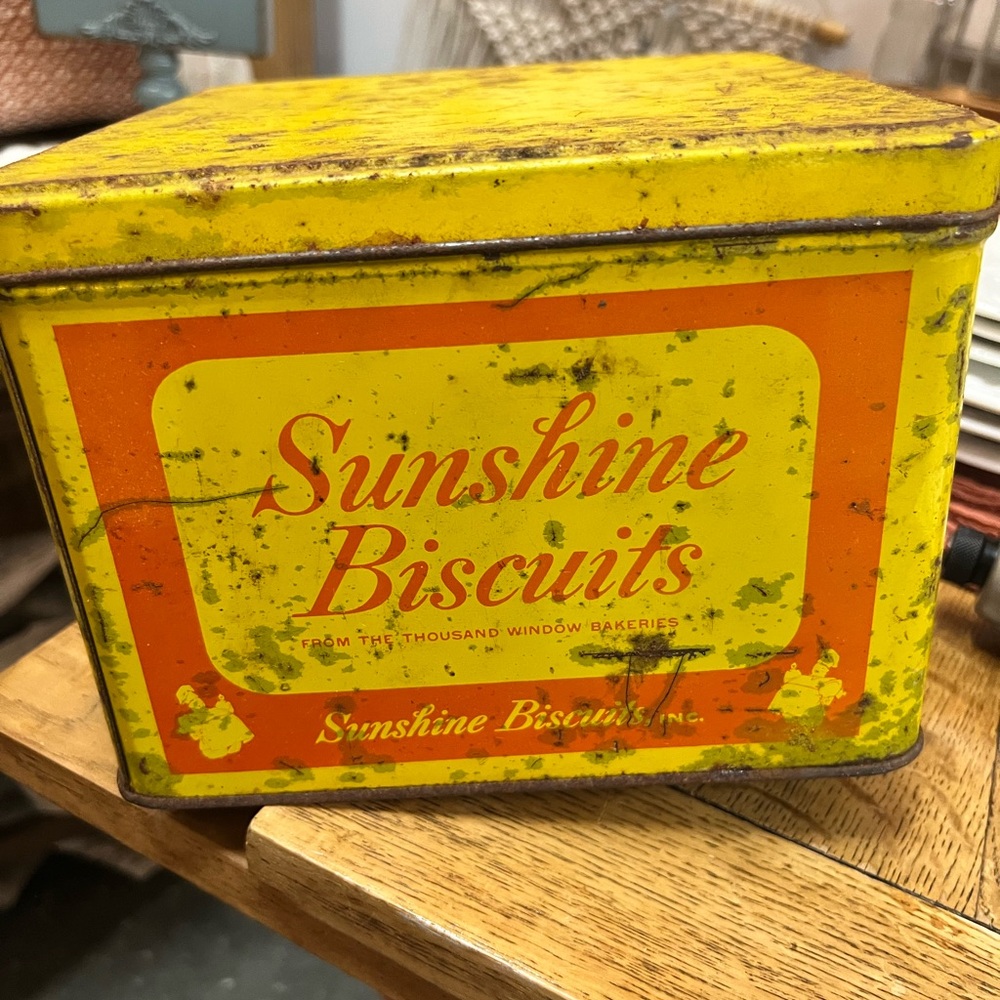 Sunshine
Biscuits
FROM THE THOUSAND WINDOW BAKERIES
Sunshine Biscuits, INC.